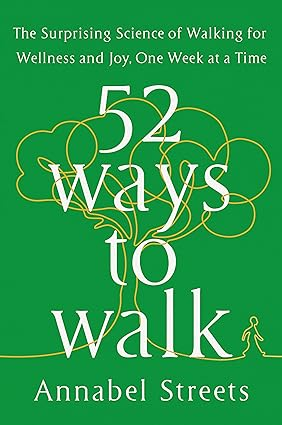 The Surprising Science of Walking for
Wellness and Joy, One Week at a Time
52
ways
to
walk
Annabel Streets